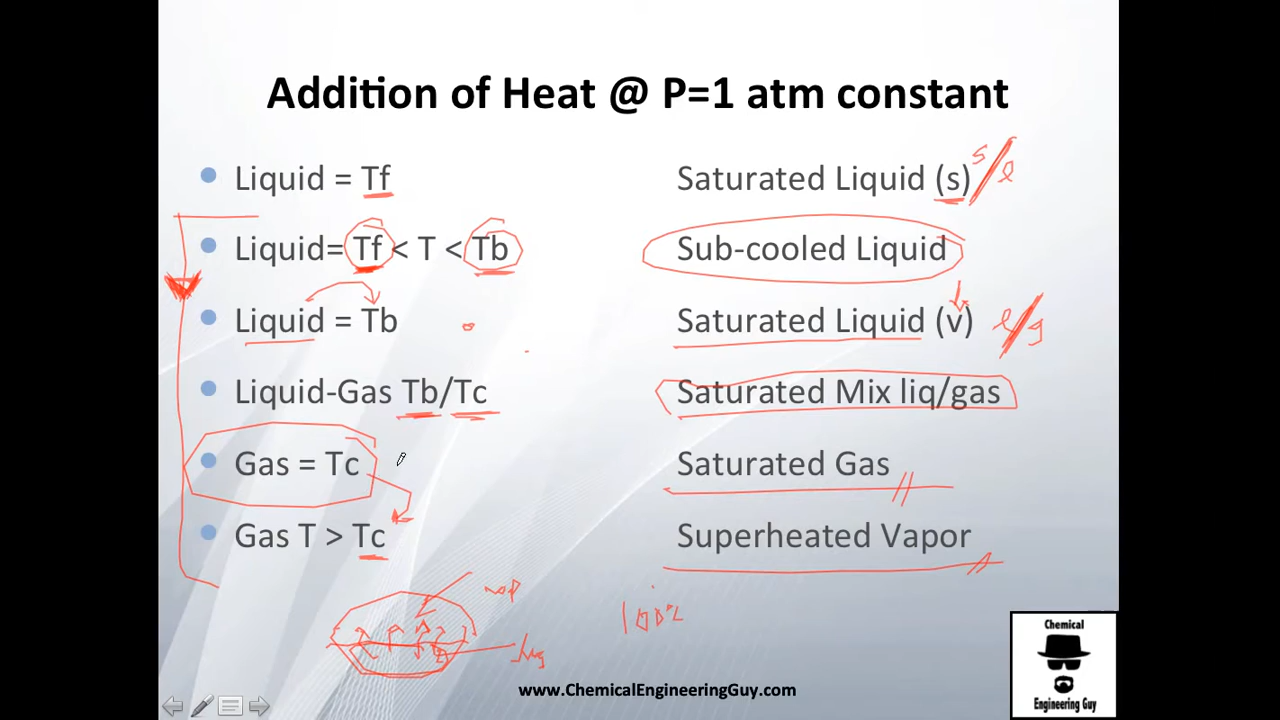 Addition of Heat @ P=1 atm constant
Liquid = Tf Saturated Liquid (s) s/l
Liquid= Tf < T < Tb Sub-cooled Liquid
Liquid = Tb Saturated Liquid (v) l/g
Liquid-Gas Tb/Tc Saturated Mix liq/gas
Gas = Tc Saturated Gas
Gas T > Tc Superheated Vapor
100%
www.ChemicalEngineeringGuy.com
Chemical
Engineering Guy